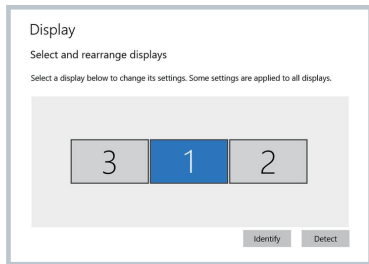 Display
Select and rearrange displays
Select a display below to change its settings. Some settings are applied to all displays.
3 1 2
Identify Detect